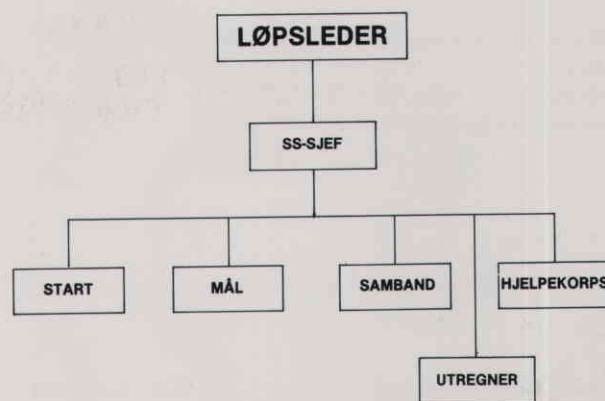 LØPSLEDER
SS-SJEF
START
MÅL
SAMBAND
HJELPEKORPS
UTREGNER